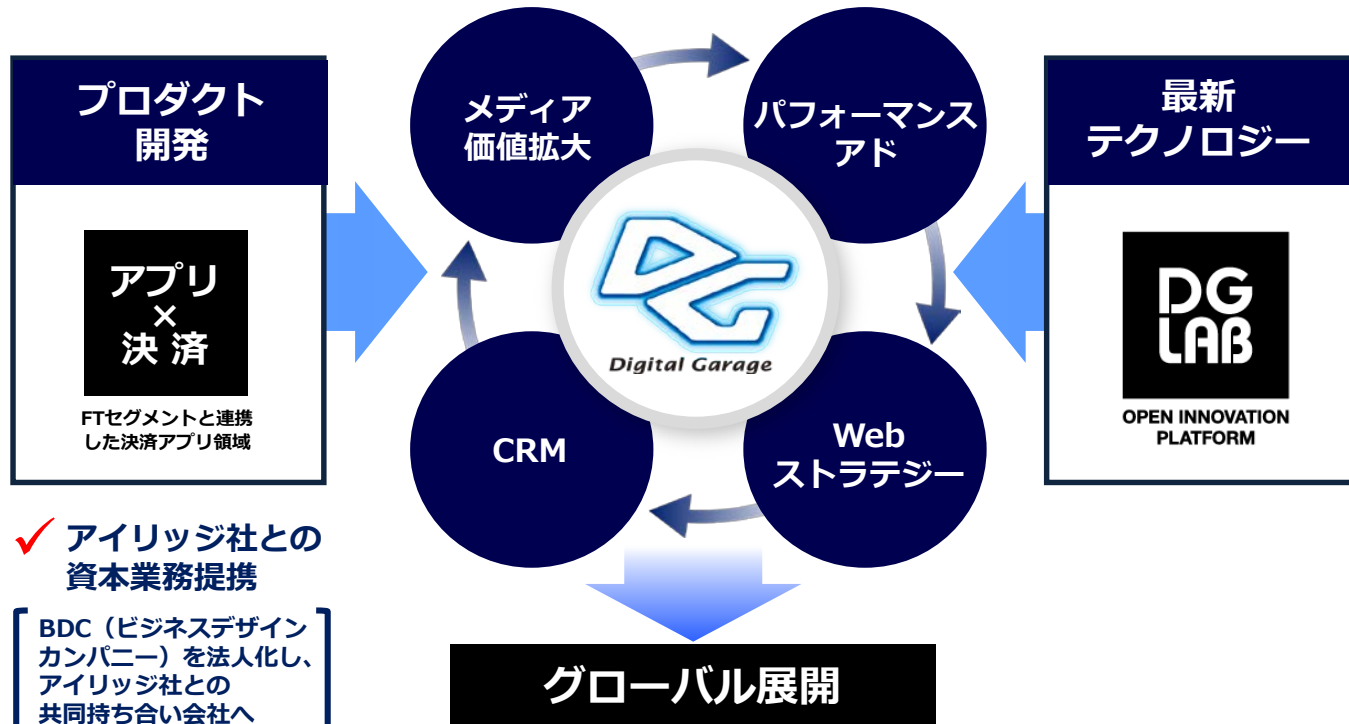 プロダクト
開発
アプリ
×
決 済
FTセグメントと連携
した決済アプリ領域
✓ アイリッジ社との
資本業務提携
BDC（ビジネスデザイン
カンパニー）を法人化し、
アイリッジ社との
共同持ち合い会社へ
メディア
価値拡大
パフォーマンス
アド
DG
Digital Garage
CRM
Web
ストラテジー
グローバル展開
最新
テクノロジー
DG
LAB
OPEN INNOVATION
PLATFORM